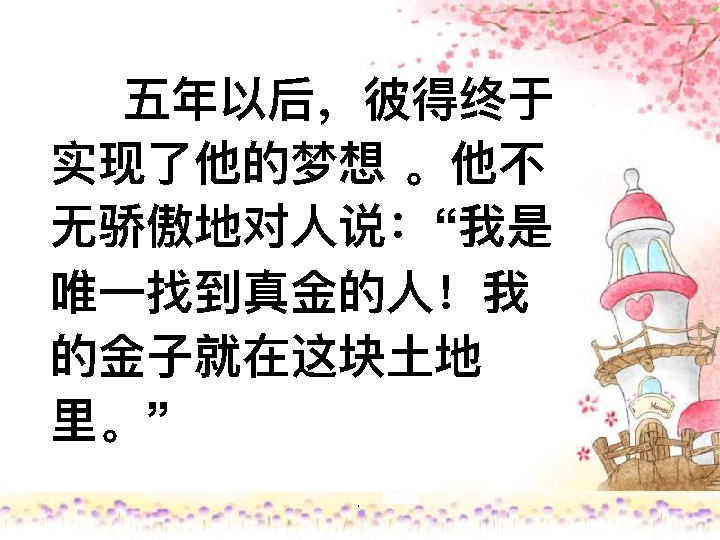 五年以后，彼得终于
实现了他的梦想 。他不
无骄傲地对人说：“我是
唯一找到真金的人！我
的金子就在这块土地
里。”